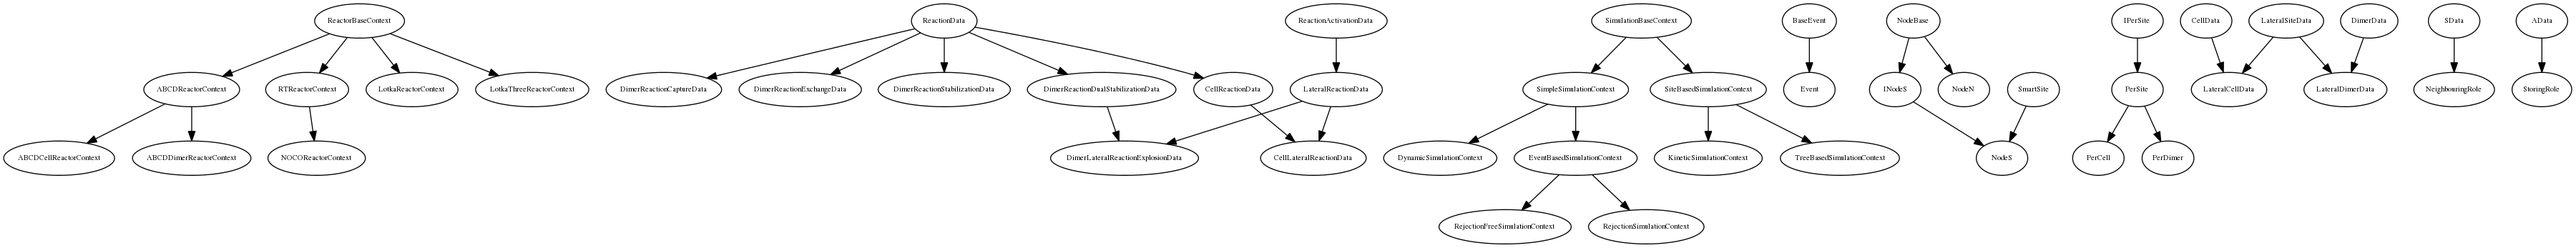 ReactorBaseContext
ReactionData
ReactionActivationData
SimulationBaseContext
BaseEvent
NodeBase
IPerSite
CellData
LateralSiteData
DimerData
SData
AData
ABCDReactorContext
RTReactorContext
LotkaReactorContext
LotkaThreeReactorContext
DimerReactionCaptureData
DimerReactionExchangeData
DimerReactionStabilizationData
DimerReactionDualStabilizationData
CellReactionData
LateralReactionData
SimpleSimulationContext
SiteBasedSimulationContext
Event
INodeS
NodeN
SmartSite
PerSite
LateralCellData
LateralDimerData
NeighbouringRole
StoringRole
ABCDCellReactorContext
ABCDDimerReactorContext
NOCOReactorContext
DimerLateralReactionExplosionData
CellLateralReactionData
DynamicSimulationContext
EventBasedSimulationContext
KineticSimulationContext
TreeBasedSimulationContext
NodeS
PerCell
PerDimer
RejectionFreeSimulationContext
RejectionSimulationContext